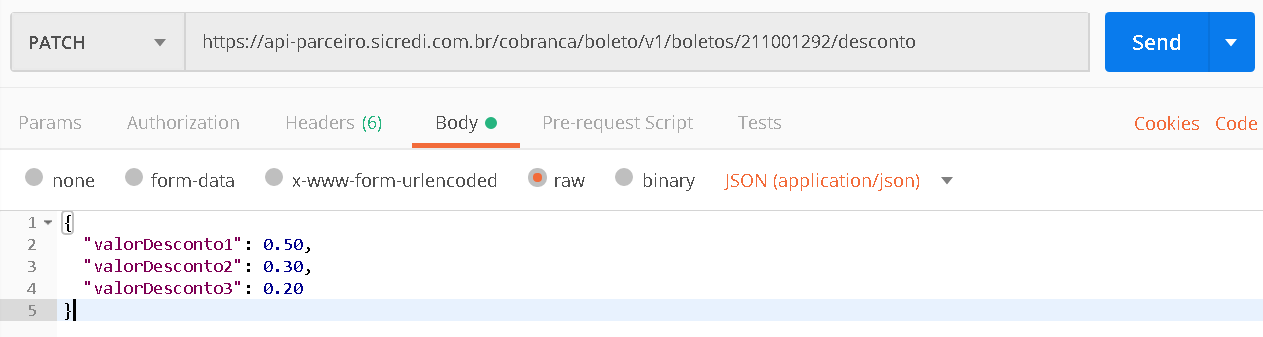 PATCH https://api-parceiro.sicredi.com.br/cobranca/boleto/v1/boletos/211001292/desconto Send
Params Authorization Headers (6) Body Pre-request Script Tests Cookies Code
none form-data x-www-form-urlencoded raw binary JSON (application/json)
1 {
2 "valorDesconto1": 0.50,
3 "valorDesconto2": 0.30,
4 "valorDesconto3": 0.20
5 }